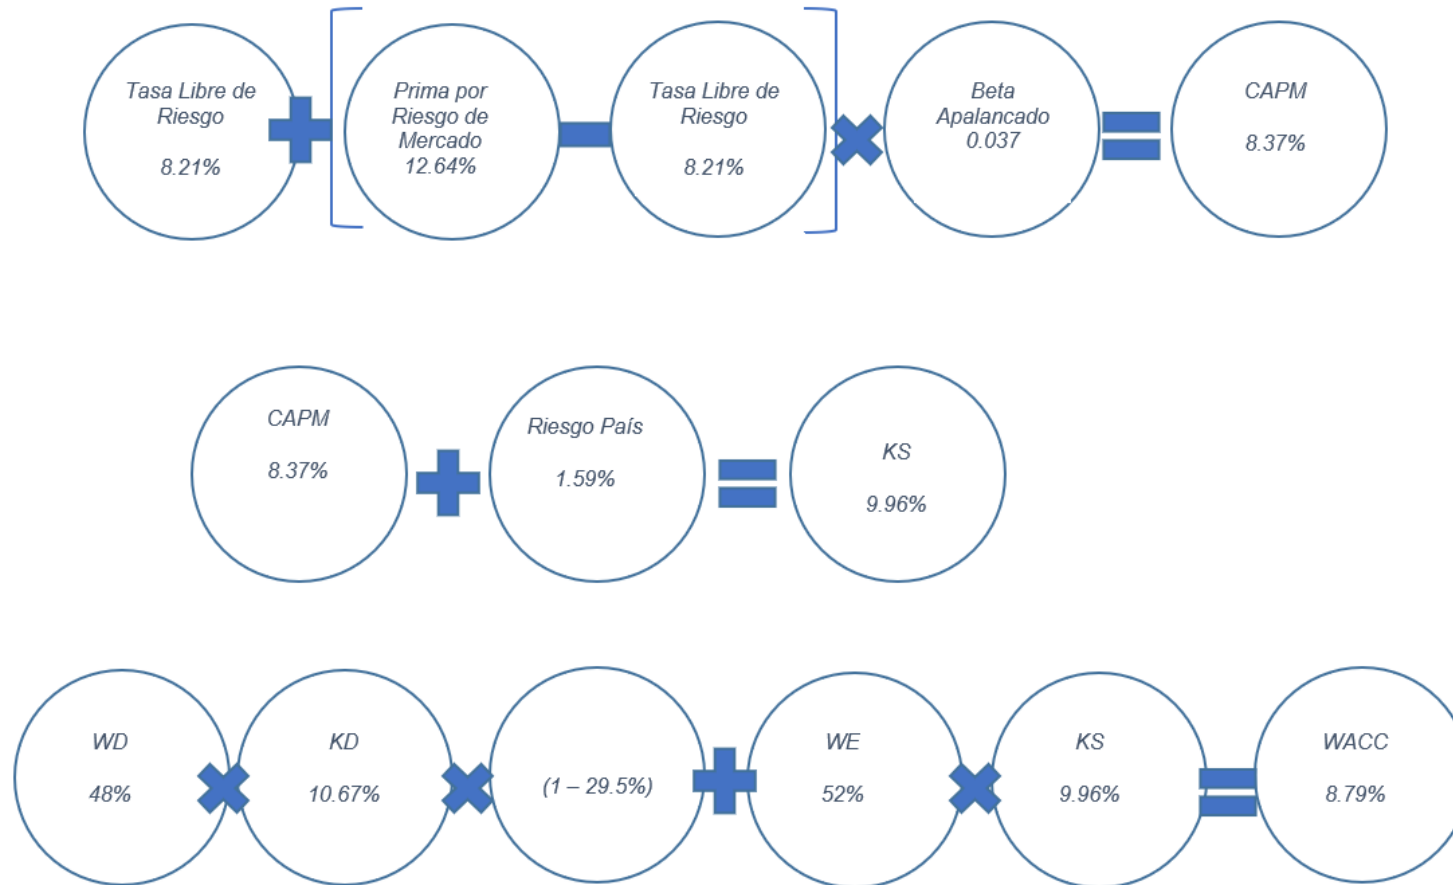 Tasa Libre de
Riesgo
8.21%
Prima por
Riesgo de
Mercado
12.64%
Tasa Libre de
Riesgo
8.21%
Beta
Apalancado
0.037
CAPM
8.37%
CAPM
8.37%
Riesgo País
1.59%
KS
9.96%
WD
48%
KD
10.67%
(1 – 29.5%)
WE
52%
KS
9.96%
WACC
8.79%